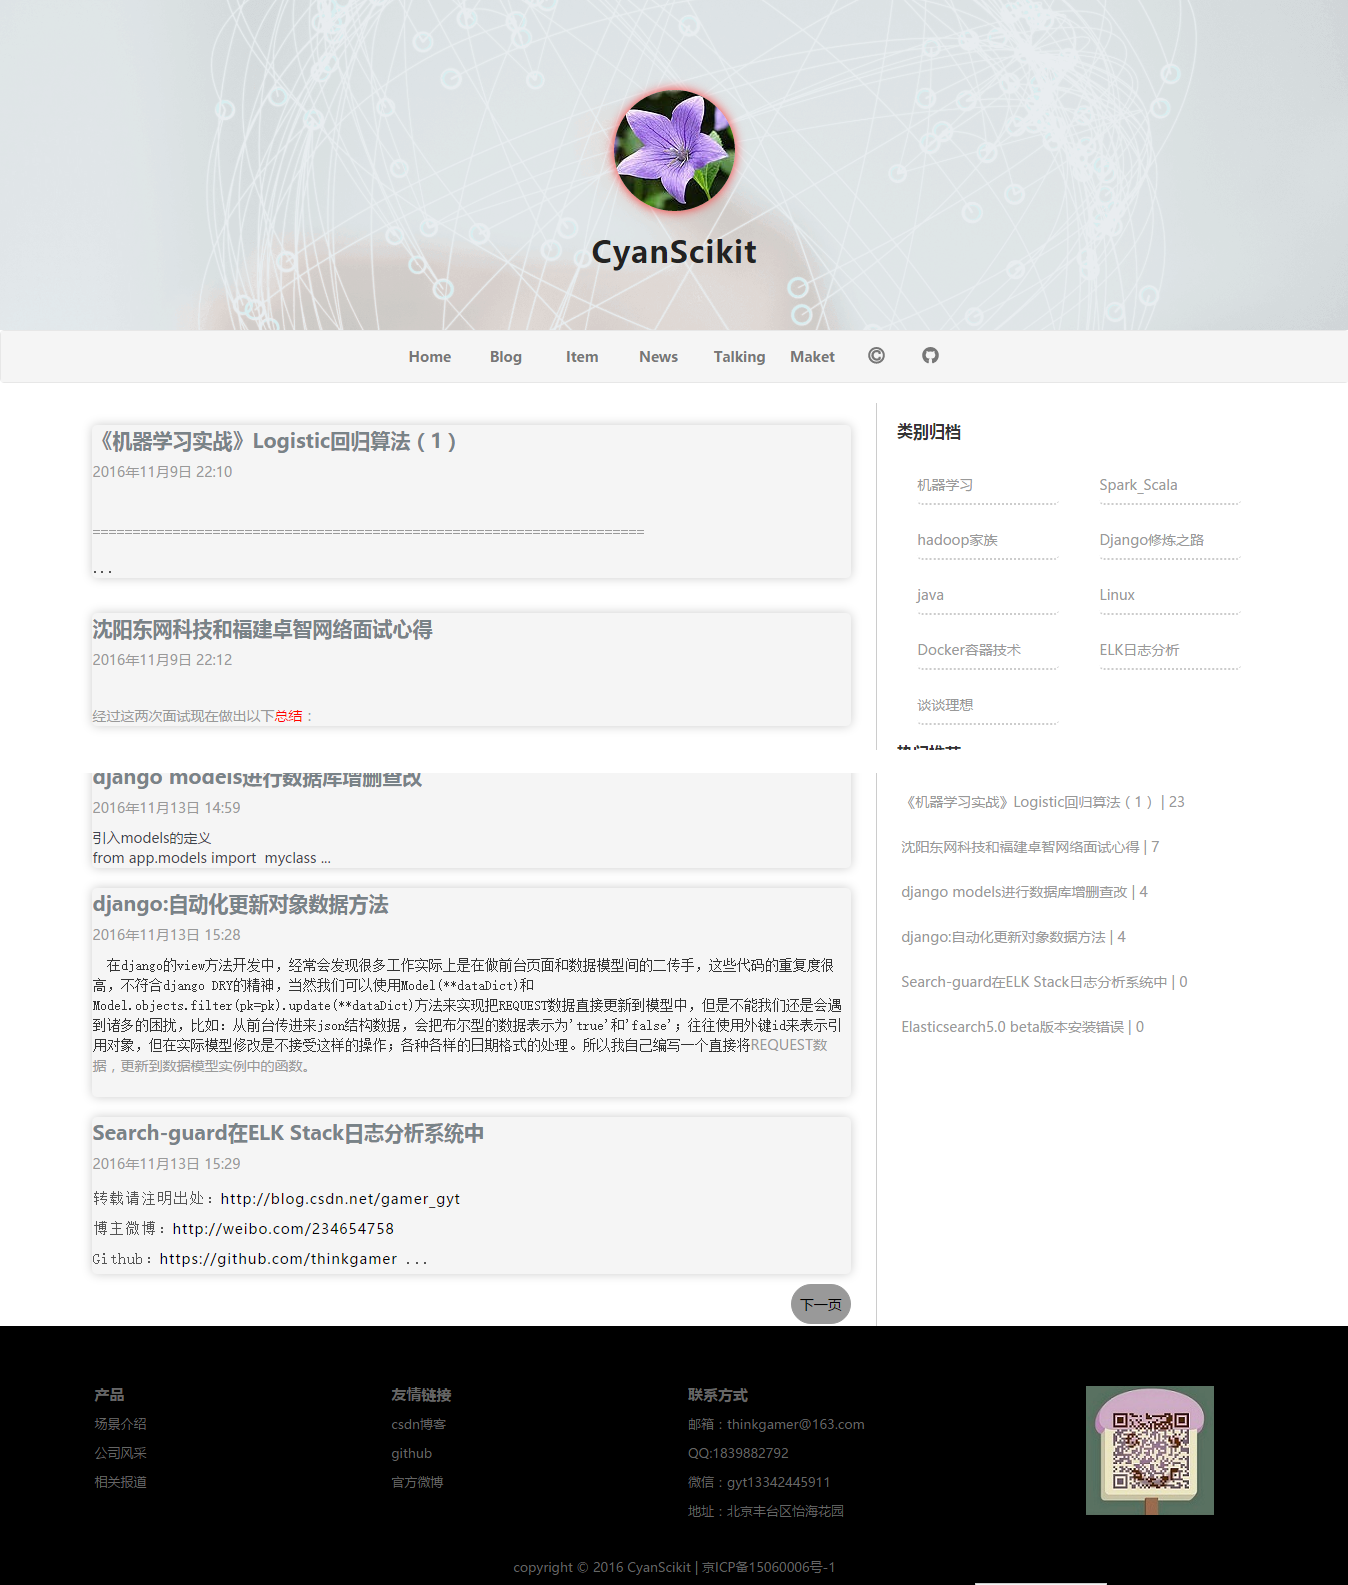 CyanScikit
Home Blog Item News Talking Maket
《机器学习实战》Logistic回归算法（1）
2016年11月9日 22:10
=====================================================================
...
沈阳东网科技和福建卓智网络面试心得
2016年11月9日 22:12
经过这两次面试现在做出以下总结：
django models进行数据库增删查改
2016年11月13日 14:59
引入models的定义
from app.models import  myclass ...
django:自动化更新对象数据方法
2016年11月13日 15:28
在django的view方法开发中，经常会发现很多工作实际上是在做前台页面和数据模型间的二传手，这些代码的重复度很
高，不符合django DRY的精神，当然我们可以使用Model(**dataDict)和
Model.objects.filter(pk=pk).update(**dataDict)方法来实现把REQUEST数据直接更新到模型中，但是不能我们还是会遇
到诸多的困扰，比如：从前台传进来json结构数据，会把布尔型的数据表示为'true'和'false'；往往使用外键id来表示引
用对象，但在实际模型修改是不接受这样的操作；各种各样的日期格式的处理。所以我自己编写一个直接将REQUEST数
据，更新到数据模型实例中的函数。
Search-guard在ELK Stack日志分析系统中
2016年11月13日 15:29
转载请注明出处：http://blog.csdn.net/gamer_gyt
博主微博：http://weibo.com/234654758
Github：https://github.com/thinkgamer ...
下一页
类别归档
机器学习 Spark_Scala
hadoop家族 Django修炼之路
java Linux
Docker容器技术 ELK日志分析
谈谈理想
《机器学习实战》Logistic回归算法（1） | 23
沈阳东网科技和福建卓智网络面试心得 | 7
django models进行数据库增删查改 | 4
django:自动化更新对象数据方法 | 4
Search-guard在ELK Stack日志分析系统中 | 0
Elasticsearch5.0 beta版本安装错误 | 0
产品
场景介绍
公司风采
相关报道
友情链接
csdn博客
github
官方微博
联系方式
邮箱：thinkgamer@163.com
QQ:1839882792
微信：gyt13342445911
地址：北京丰台区怡海花园
copyright © 2016 CyanScikit | 京ICP备15060006号-1